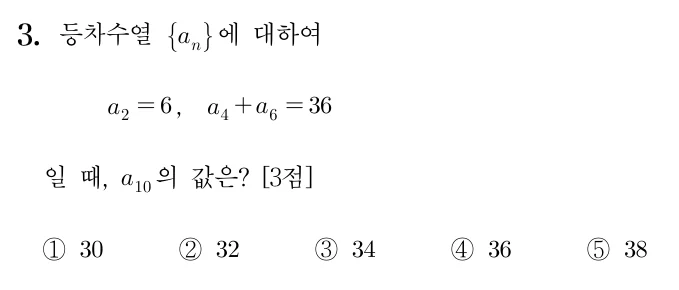 3. 등차수열 {aₙ}에 대하여
a₂ = 6, a₄ + a₆ = 36
일 때, a₁₀의 값은? [3점]
① 30 ② 32 ③ 34 ④ 36 ⑤ 38